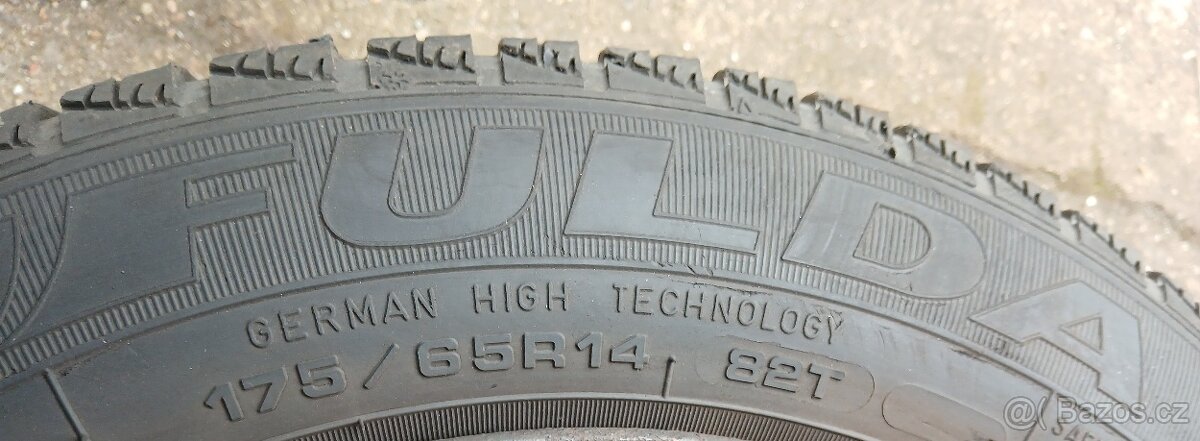 FULDA
GERMAN HIGH TECHNOLOGY
175/65R14 82T
Bazos.cz